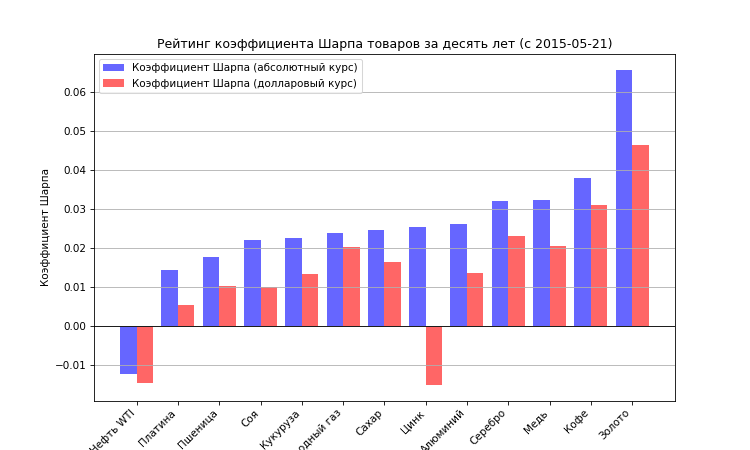 Рейтинг коэффициента Шарпа товаров за десять лет (с 2015-05-21)
Коэффициент Шарпа (абсолютный курс)
Коэффициент Шарпа (долларовый курс)
Коэффициент Шарпа
0.06
0.05
0.04
0.03
0.02
0.01
0.00
−0.01
Нефть WTI
Платина
Пшеница
Соя
Кукуруза
одный газ
Сахар
Цинк
Алюминий
Серебро
Медь
Кофе
Золото